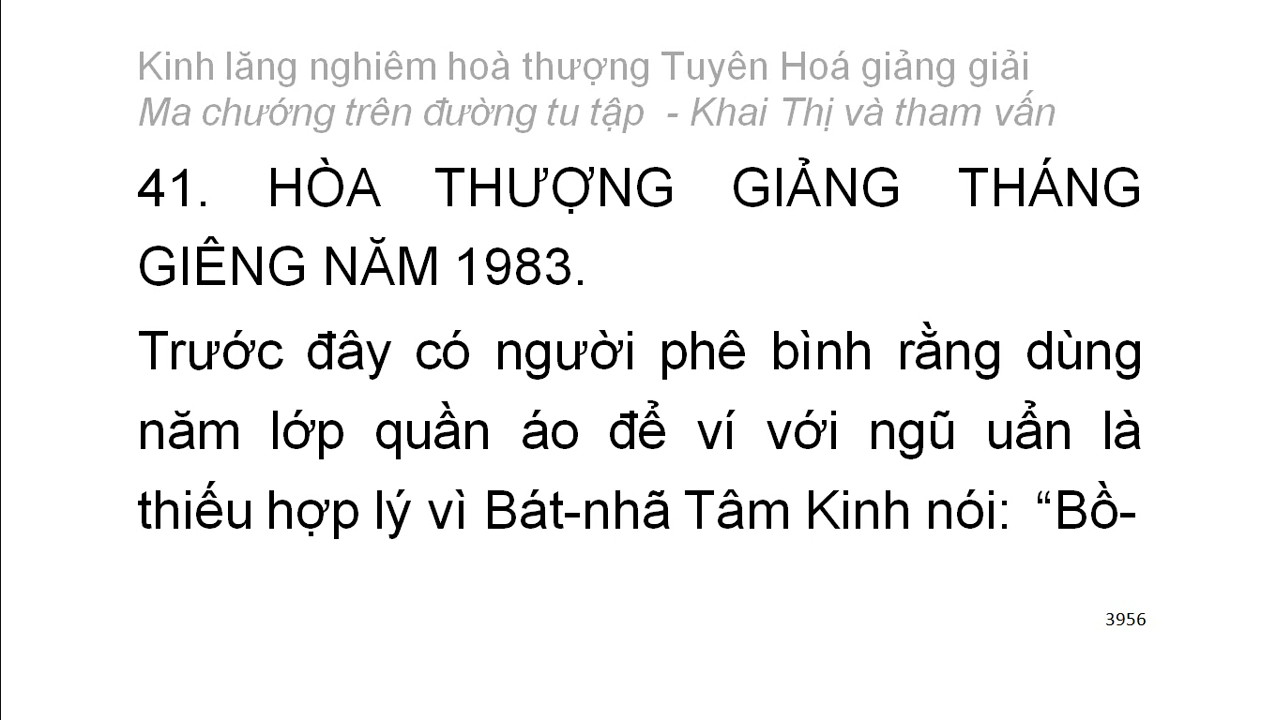 Kinh lăng nghiêm hoà thượng Tuyên Hoá giảng giải
Ma chướng trên đường tu tập - Khai Thị và tham vấn
41. HÒA THƯỢNG GIẢNG THÁNG
GIÊNG NĂM 1983.
Trước đây có người phê bình rằng dùng
năm lớp quần áo để ví với ngũ uẩn là
thiếu hợp lý vì Bát-nhã Tâm Kinh nói: “Bồ-
3956